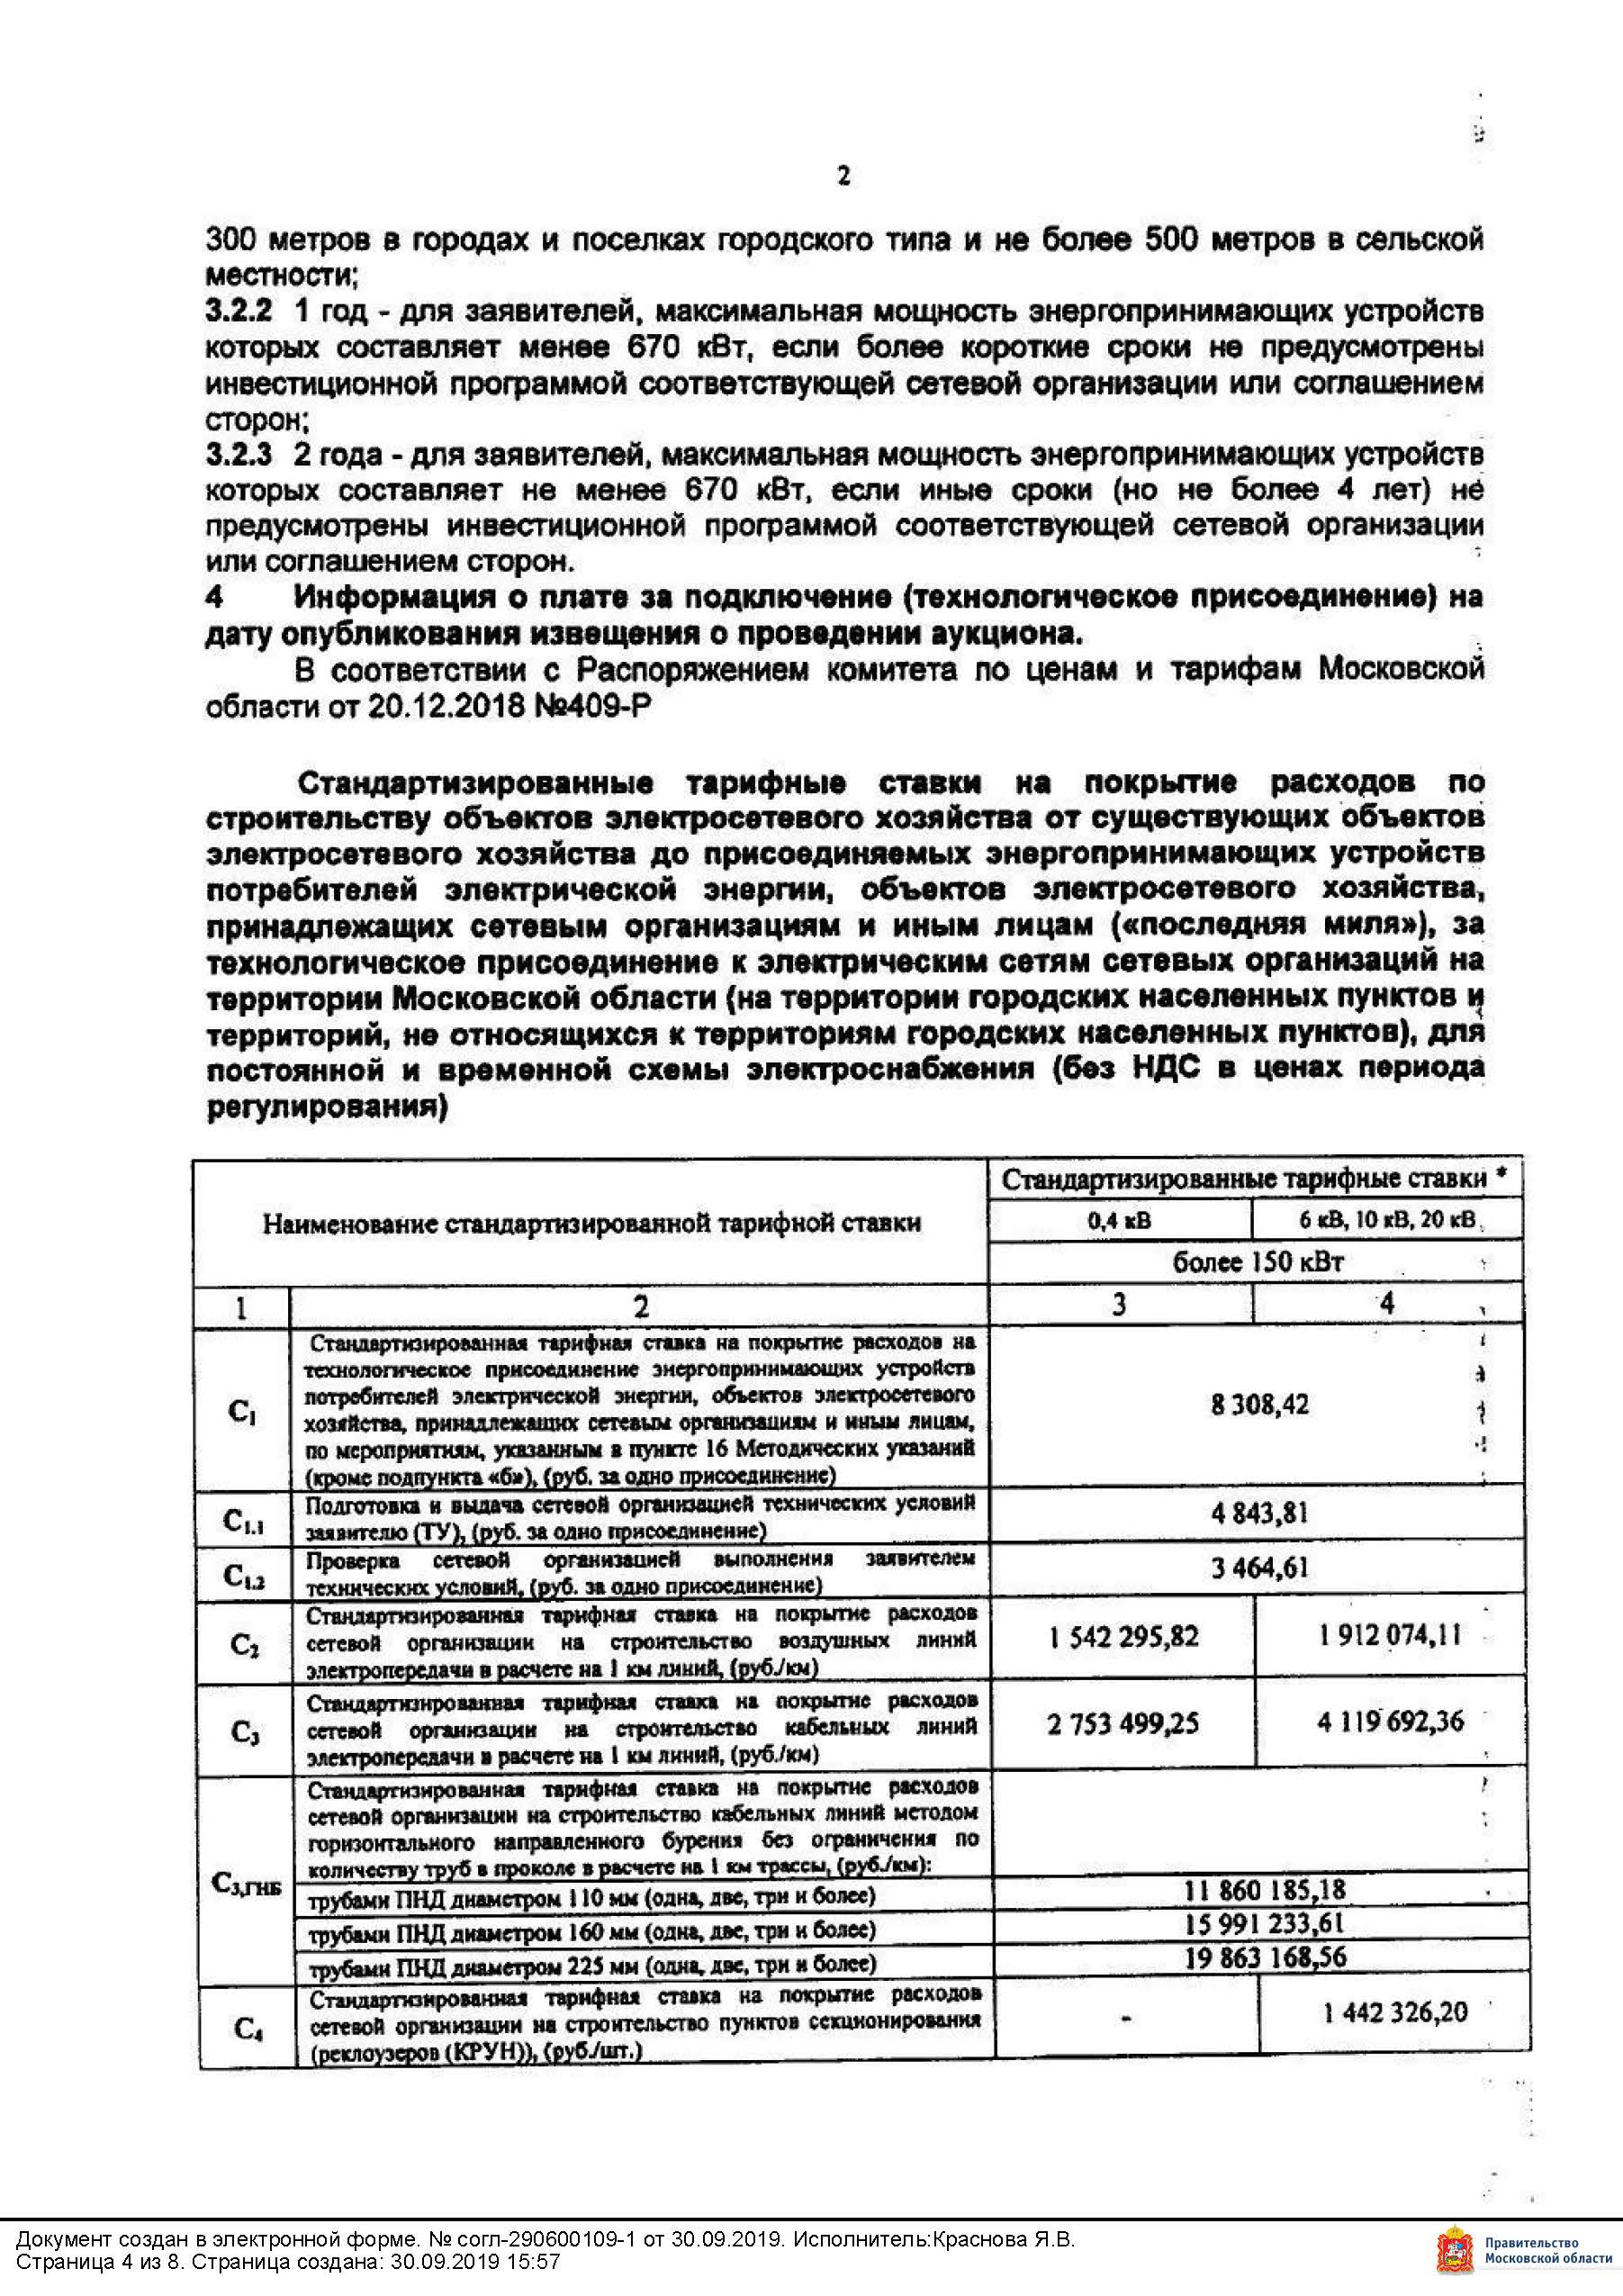 2
300 метров в городах и поселках городского типа и не более 500 метров в сельской
местности;
3.2.2 1 год - для заявителей, максимальная мощность энергопринимающих устройств
которых составляет менее 670 кВт, если более короткие сроки не предусмотрены
инвестиционной программой соответствующей сетевой организации или соглашением
сторон;
3.2.3 2 года - для заявителей, максимальная мощность энергопринимающих устройств
которых составляет не менее 670 кВт, если иные сроки (но не более 4 лет) не
предусмотрены инвестиционной программой соответствующей сетевой организации
или соглашением сторон.
4 Информация о плате за подключение (технологическое присоединение) на
дату опубликования извещения о проведении аукциона.
В соответствии с Распоряжением комитета по ценам и тарифам Московской
области от 20.12.2018 №409-Р
Стандартизированные тарифные ставки на покрытие расходов по
строительству объектов электросетевого хозяйства от существующих объектов
электросетевого хозяйства до присоединяемых энергопринимающих устройств
потребителей электрической энергии, объектов электросетевого хозяйства,
принадлежащих сетевым организациям и иным лицам («последняя миля»), за
технологическое присоединение к электрическим сетям сетевых организаций на
территории Московской области (на территории городских населенных пунктов и
территорий, не относящихся к территориям городских населенных пунктов), для
постоянной и временной схемы электроснабжения (без НДС в ценах периода
регулирования)
Наименование стандартизированной тарифной ставки
Стандартизированные тарифные ставки *
0,4 кВ 6 кВ, 10 кВ, 20 кВ
более 150 кВт
1 2 3 4
C1
Стандартизированная тарифная ставка на покрытие расходов на
технологическое присоединение энергопринимающих устройств
потребителей электрической энергии, объектов электросетевого
хозяйства, принадлежащих сетевым организациям и иным лицам,
по мероприятиям, указанным в пункте 16 Методических указаний
(кроме подпункта «б»), (руб. за одно присоединение)
8 308,42
C1.1
Подготовка и выдача сетевой организацией технических условий
заявителю (ТУ), (руб. за одно присоединение)
4 843,81
C1.2
Проверка сетевой организацией выполнения заявителем
технических условий, (руб. за одно присоединение)
3 464,61
C2
Стандартизированная тарифная ставка на покрытие расходов
сетевой организации на строительство воздушных линий
электропередачи в расчете на 1 км линий, (руб./км)
1 542 295,82 1 912 074,11
C3
Стандартизированная тарифная ставка на покрытие расходов
сетевой организации на строительство кабельных линий
электропередачи в расчете на 1 км линий, (руб./км)
2 753 499,25 4 119 692,36
C3,ГНБ
Стандартизированная тарифная ставка на покрытие расходов
сетевой организации на строительство кабельных линий методом
горизонтального направленного бурения без ограничения по
количеству труб в проколе в расчете на 1 км трассы, (руб./км):
трубами ПНД диаметром 110 мм (одна, две, три и более) 11 860 185,18
трубами ПНД диаметром 160 мм (одна, две, три и более) 15 991 233,61
трубами ПНД диаметром 225 мм (одна, две, три и более) 19 863 168,56
C4
Стандартизированная тарифная ставка на покрытие расходов
сетевой организации на строительство пунктов секционирования
(реклоузеров (КРУН)), (руб./шт.)
- 1 442 326,20
Документ создан в электронной форме. № согл-290600109-1 от 30.09.2019. Исполнитель:Краснова Я.В.
Страница 4 из 8. Страница создана: 30.09.2019 15:57
Правительство
Московской области